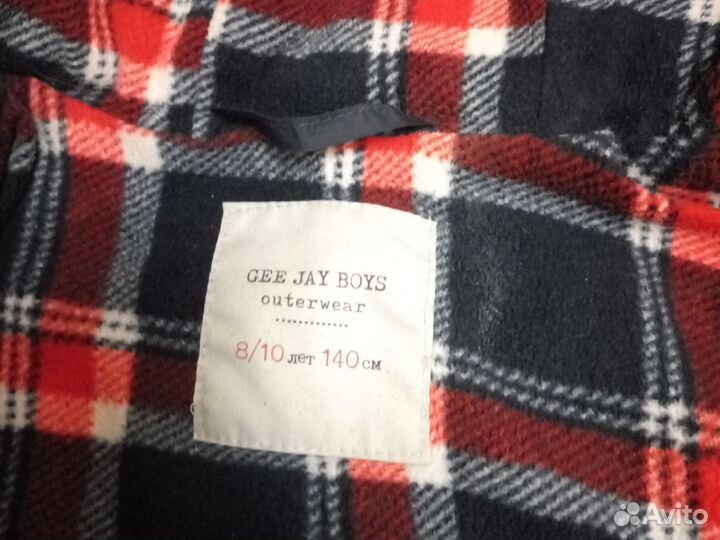 GEE JAY BOYS
outerwear
8/10 лет 140 см
Avito